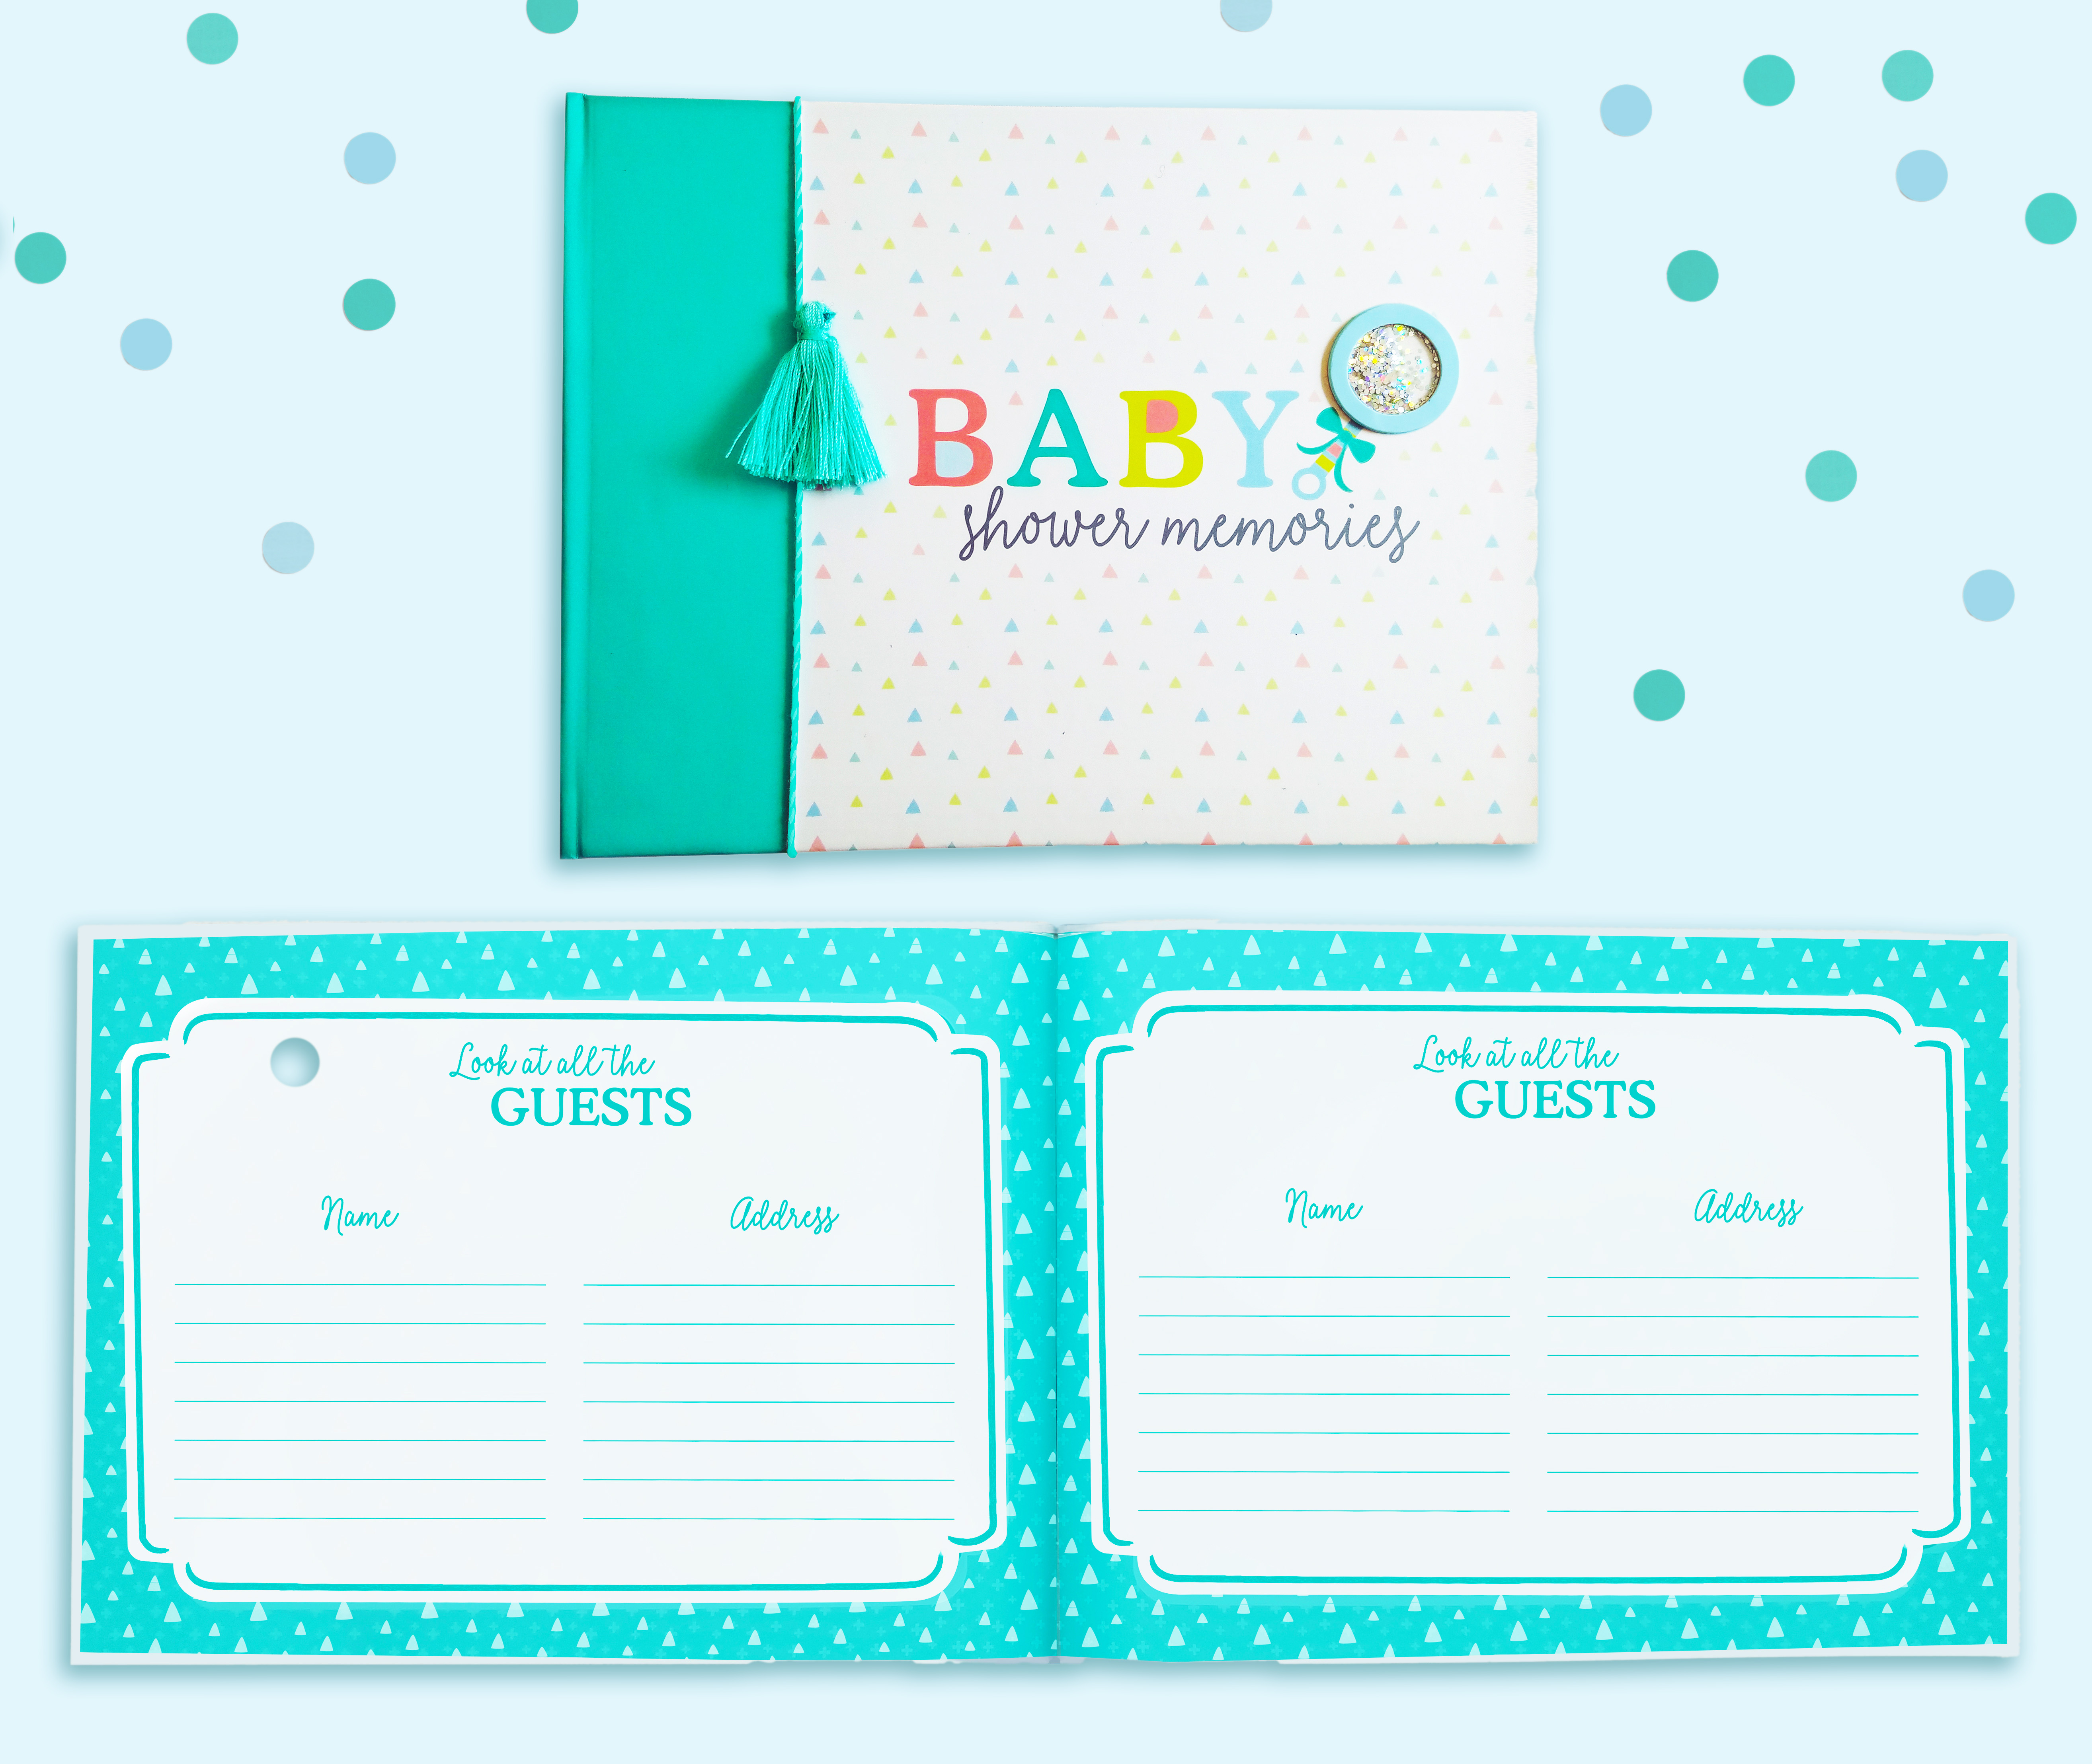 BABY
shower memories
Look at all the
GUESTS
Name Address
Look at all the
GUESTS
Name Address